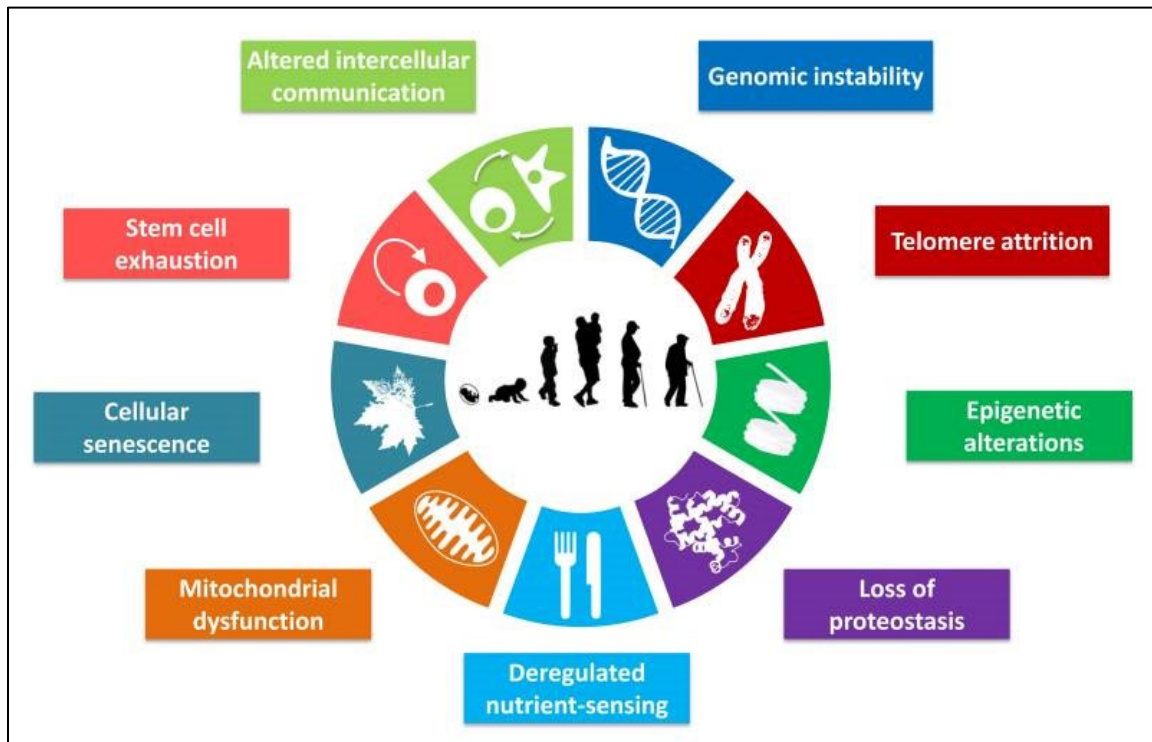 Altered intercellular
communication
Genomic instability
Stem cell
exhaustion
Telomere attrition
Cellular
senescence
Epigenetic
alterations
Mitochondrial
dysfunction
Loss of
proteostasis
Deregulated
nutrient-sensing